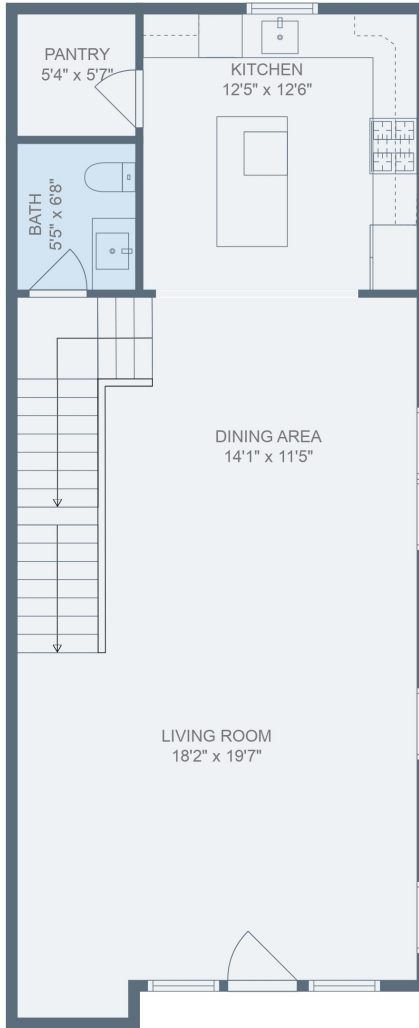 PANTRY
5'4" x 5'7"
KITCHEN
12'5" x 12'6"
BATH
5'5" x 6'8"
DINING AREA
14'1" x 11'5"
LIVING ROOM
18'2" x 19'7"